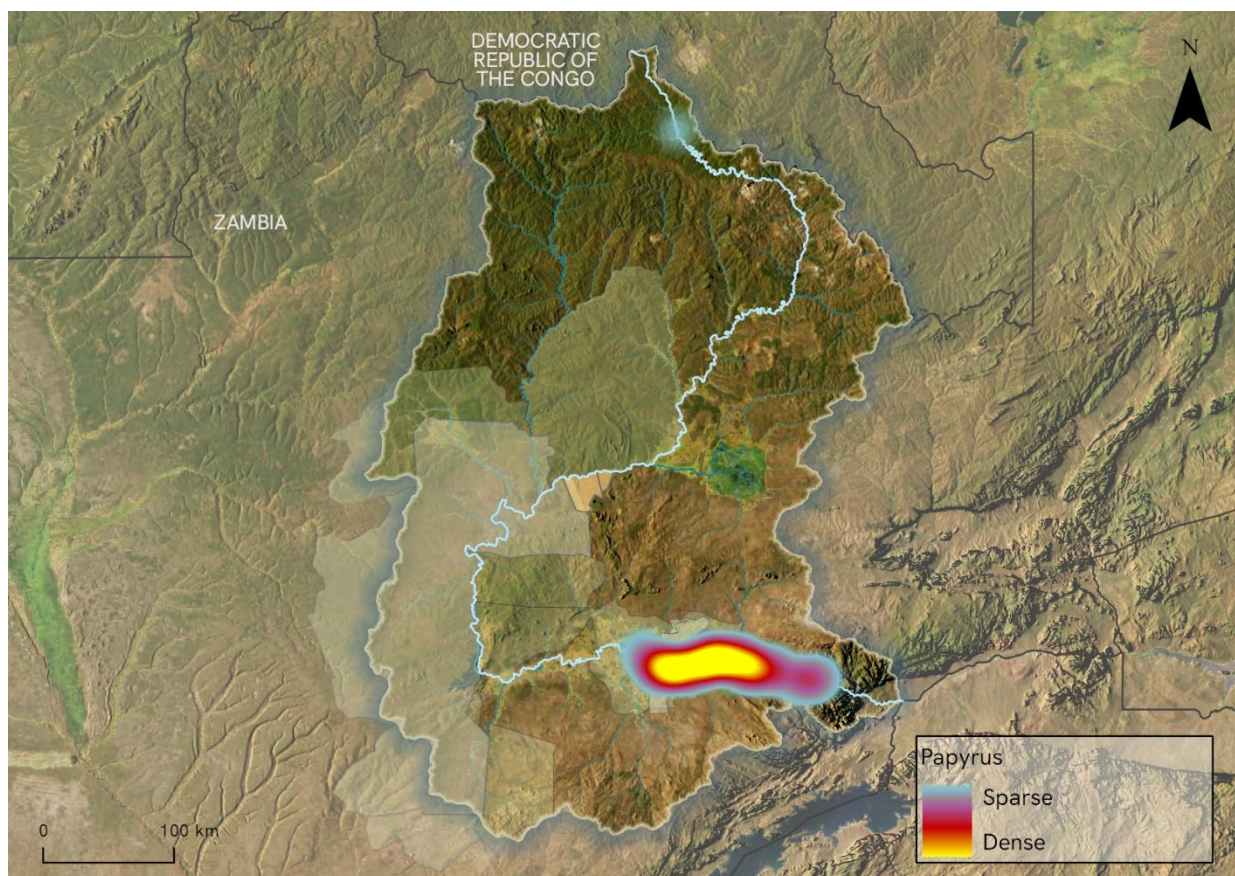 DEMOCRATIC
REPUBLIC OF
THE CONGO
N
ZAMBIA
Papyrus
Sparse
Dense
0 100 km